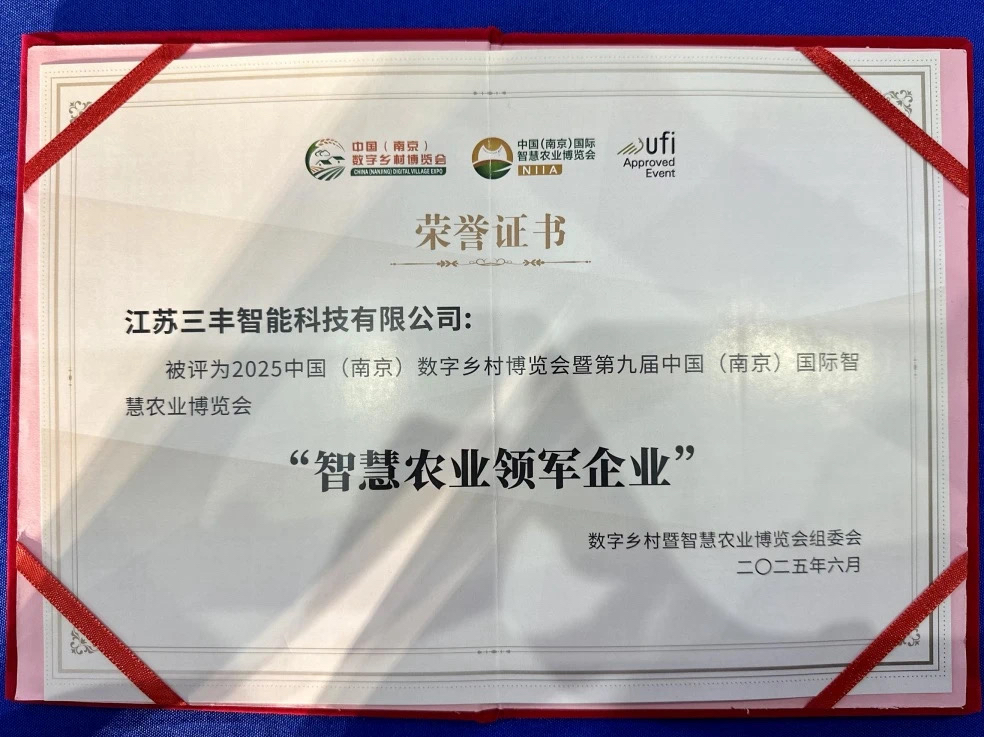 中国（南京）
数字乡村博览会
CHINA (NANJING) DIGITAL VILLAGE EXPO
中国(南京)国际
智慧农业博览会
NIIA
ufi
Approved
Event
荣誉证书
江苏三丰智能科技有限公司:
被评为2025中国（南京）数字乡村博览会暨第九届中国（南京）国际智
慧农业博览会
“智慧农业领军企业”
数字乡村暨智慧农业博览会组委会
二〇二五年六月